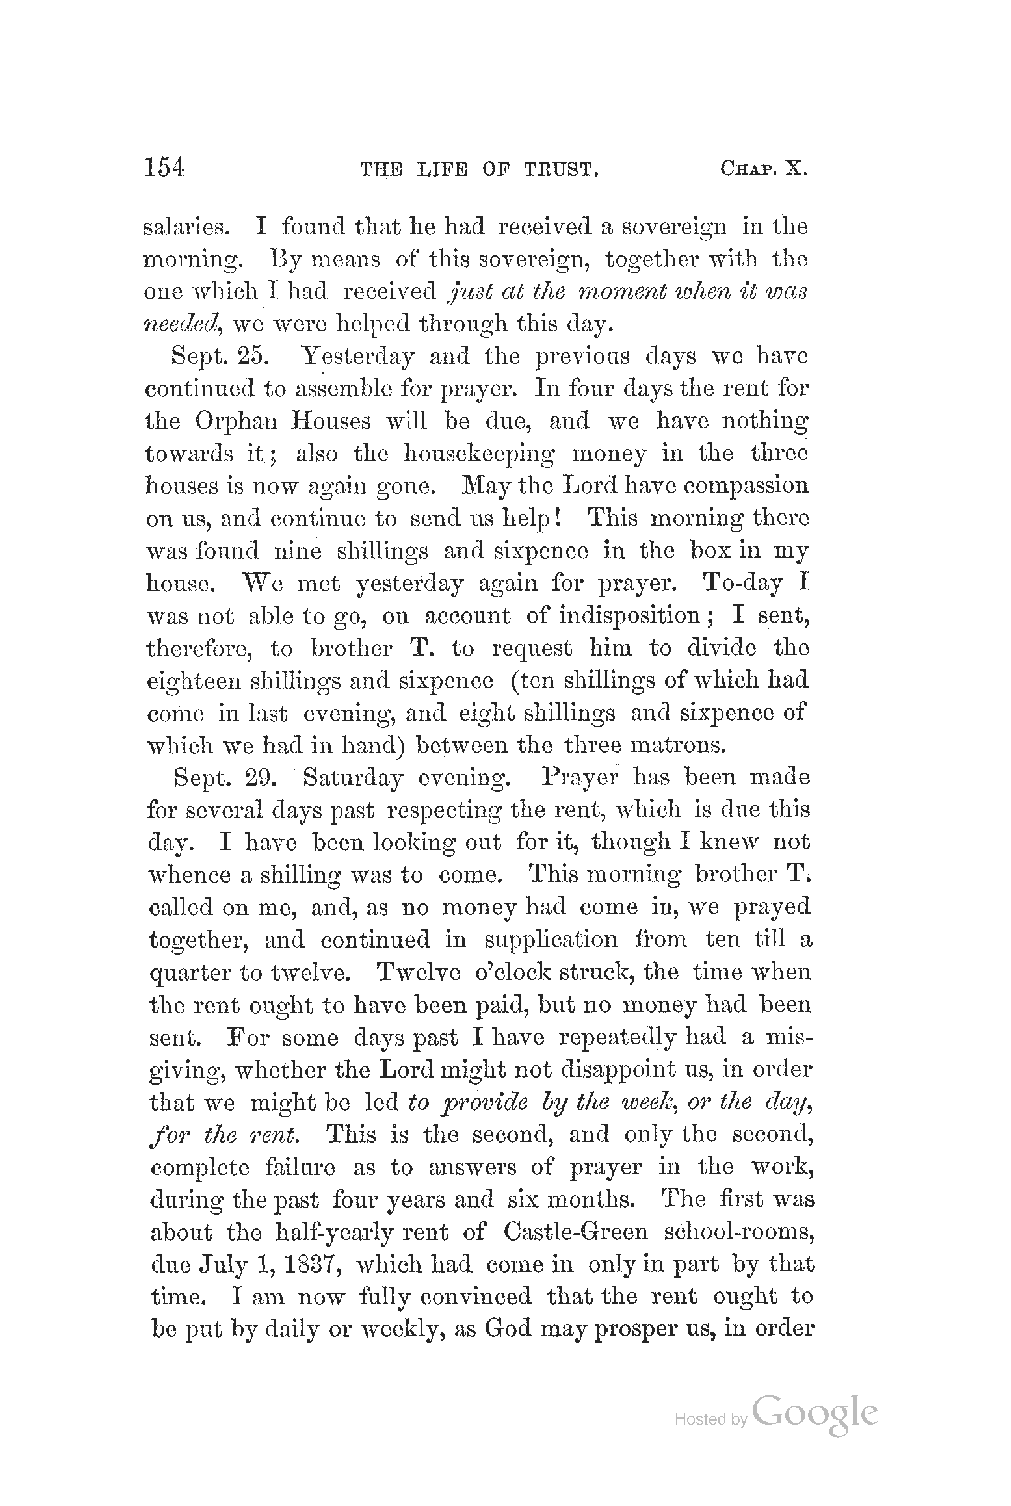 154 THE LIFE OF TRUST. CHAP. X.
salaries. I found that he had received a sovereign in the
morning. By means of this sovereign, together with the
one which I had received just at the moment when it was
needed, we were helped through this day.
Sept. 25. Yesterday and the previous days we have
continued to assemble for prayer. In four days the rent for
the Orphan Houses will be due, and we have nothing
towards it; also the housekeeping money in the three
houses is now again gone. May the Lord have compassion
on us, and continue to send us help! This morning there
was found nine shillings and sixpence in the box in my
house. We met yesterday again for prayer. To-day I
was not able to go, on account of indisposition; I sent,
therefore, to brother T. to request him to divide the
eighteen shillings and sixpence (ten shillings of which had
come in last evening, and eight shillings and sixpence of
which we had in hand) between the three matrons.
Sept. 29. Saturday evening. Prayer has been made
for several days past respecting the rent, which is due this
day. I have been looking out for it, though I knew not
whence a shilling was to come. This morning brother T.
called on me, and, as no money had come in, we prayed
together, and continued in supplication from ten till a
quarter to twelve. Twelve o'clock struck, the time when
the rent ought to have been paid, but no money had been
sent. For some days past I have repeatedly had a mis-
giving, whether the Lord might not disappoint us, in order
that we might be led to provide by the week, or the day,
for the rent. This is the second, and only the second,
complete failure as to answers of prayer in the work,
during the past four years and six months. The first was
about the half-yearly rent of Castle-Green school-rooms,
due July 1, 1837, which had come in only in part by that
time. I am now fully convinced that the rent ought to
be put by daily or weekly, as God may prosper us, in order
Hosted by Google